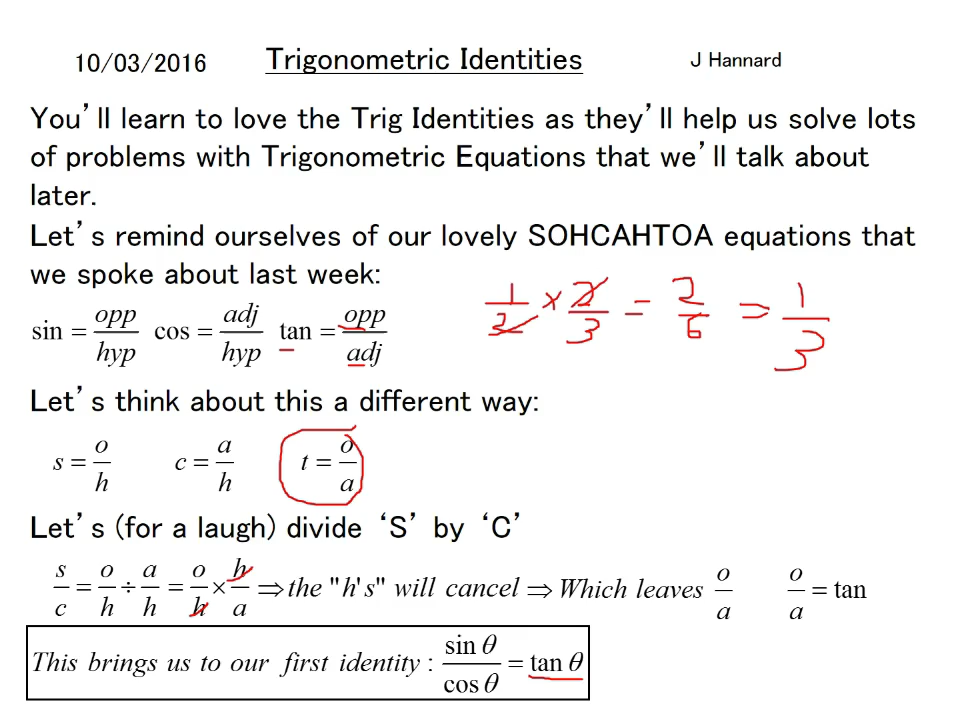 10/03/2016 Trigonometric Identities J Hannard
You'll learn to love the Trig Identities as they'll help us solve lots
of problems with Trigonometric Equations that we'll talk about
later.
Let's remind ourselves of our lovely SOHCAHTOA equations that
we spoke about last week:
sin = opp/hyp cos = adj/hyp tan = opp/adj
1/2 × 2/3 = 2/6 = 1/3
Let's think about this a different way:
s = o/h c = a/h t = o/a
Let's (for a laugh) divide 'S' by 'C'
s/c = o/h ÷ a/h = o/h × h/a ⇒ the "h's" will cancel ⇒ Which leaves o/a o/a = tan
This brings us to our first identity : sin θ/cos θ = tan θ